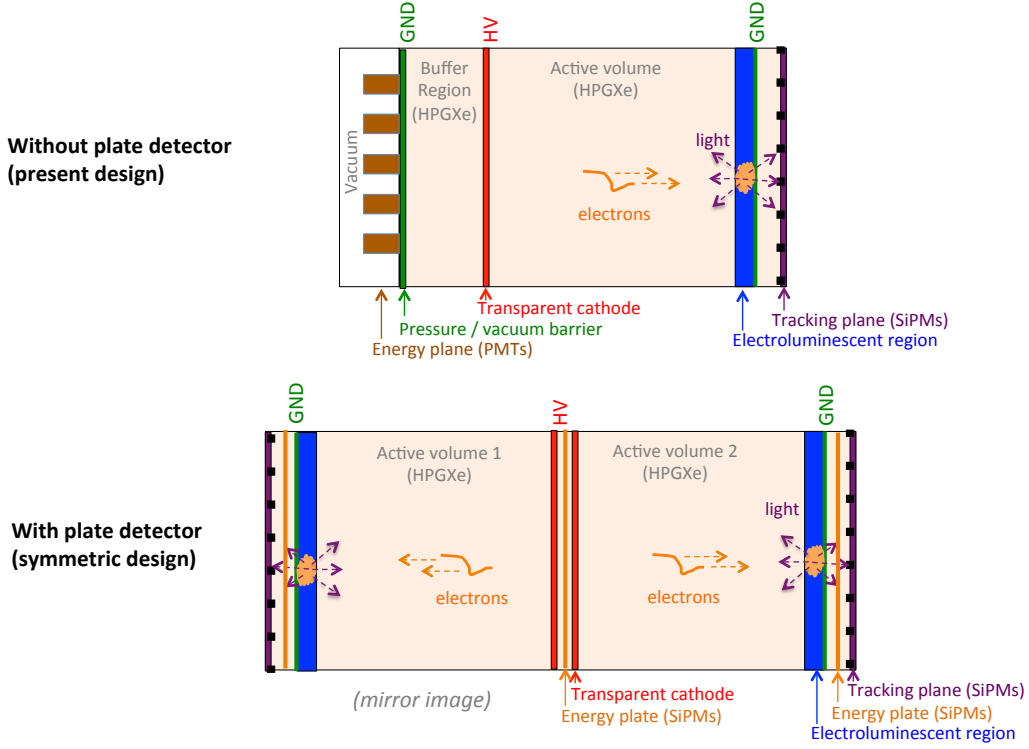 GND
HV
GND
Buffer
Region
(HPGXe)
Active volume
(HPGXe)
Vacuum
Without plate detector
(present design)
light
electrons
Transparent cathode
Pressure / vacuum barrier
Energy plane (PMTs)
Tracking plane (SiPMs)
Electroluminescent region
GND
HV
GND
Active volume 1
(HPGXe)
Active volume 2
(HPGXe)
With plate detector
(symmetric design)
light
electrons
electrons
(mirror image)
Transparent cathode
Energy plate (SiPMs)
Tracking plane (SiPMs)
Energy plate (SiPMs)
Electroluminescent region